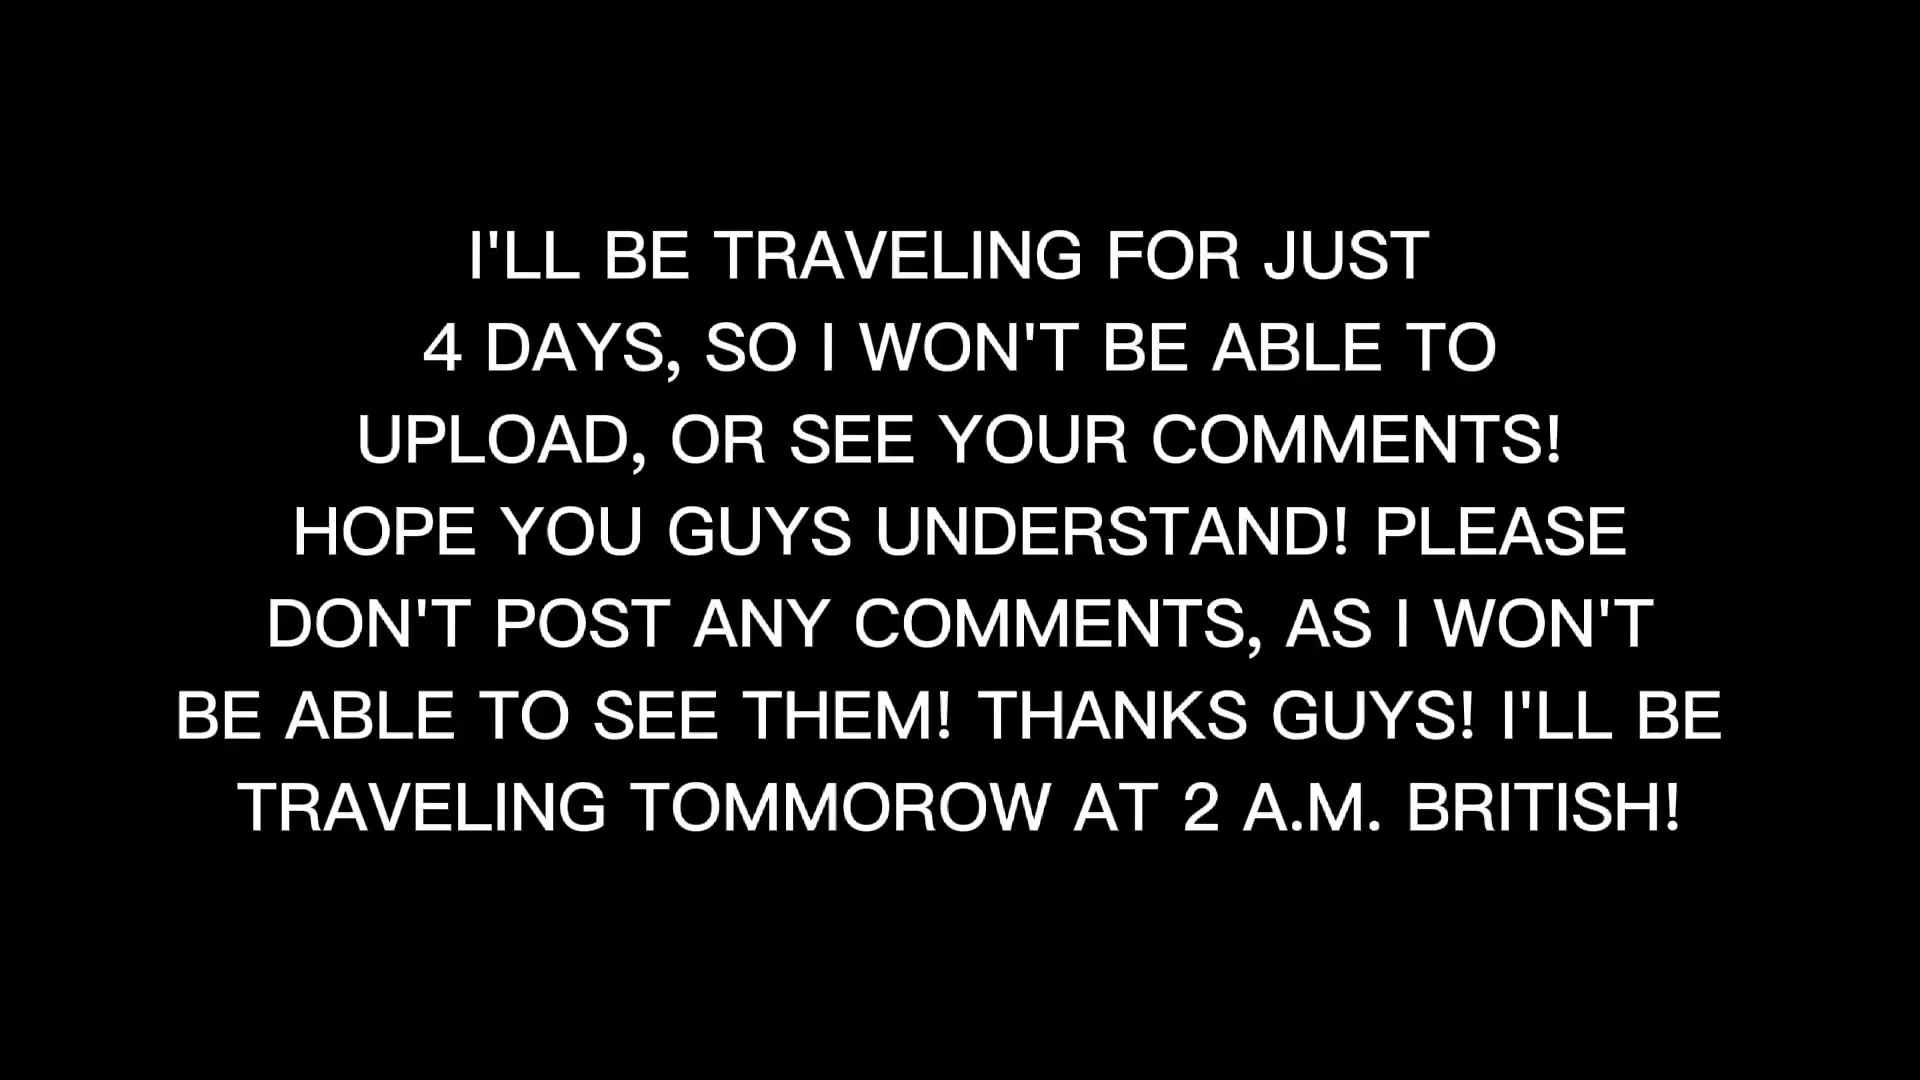 I'LL BE TRAVELING FOR JUST
4 DAYS, SO I WON'T BE ABLE TO
UPLOAD, OR SEE YOUR COMMENTS!
HOPE YOU GUYS UNDERSTAND! PLEASE
DON'T POST ANY COMMENTS, AS I WON'T
BE ABLE TO SEE THEM! THANKS GUYS! I'LL BE
TRAVELING TOMMOROW AT 2 A.M. BRITISH!